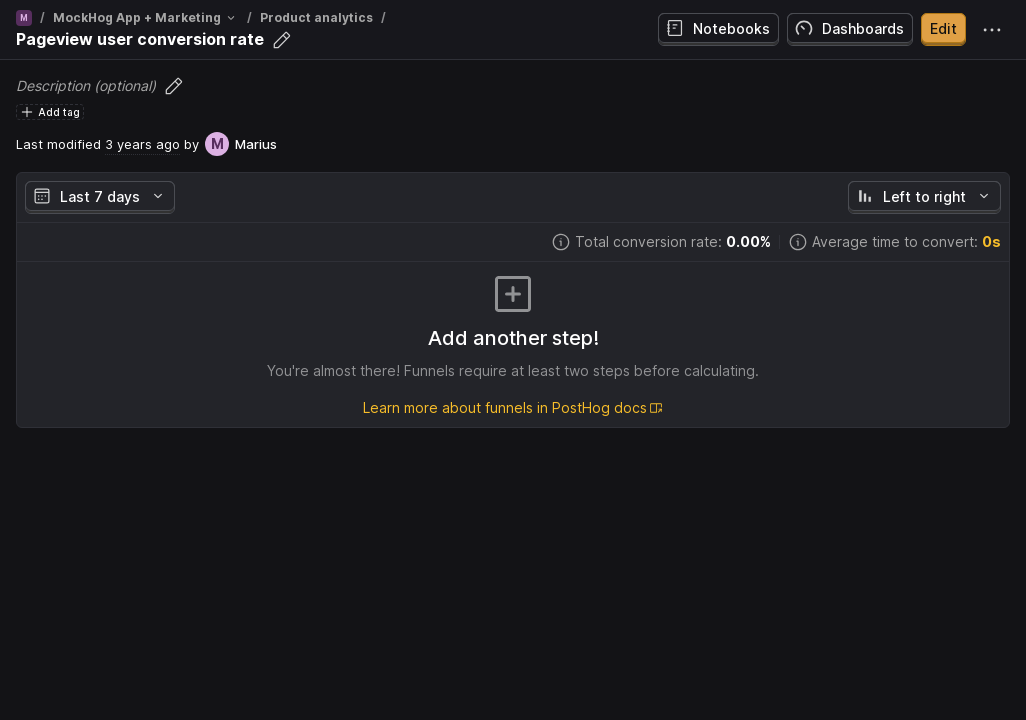 M / MockHog App + Marketing / Product analytics /
Pageview user conversion rate
Notebooks
Dashboards
Edit
Description (optional)
Add tag
Last modified 3 years ago by M Marius
Last 7 days
Left to right
Total conversion rate: 0.00%
Average time to convert: 0s
Add another step!
You're almost there! Funnels require at least two steps before calculating.
Learn more about funnels in PostHog docs